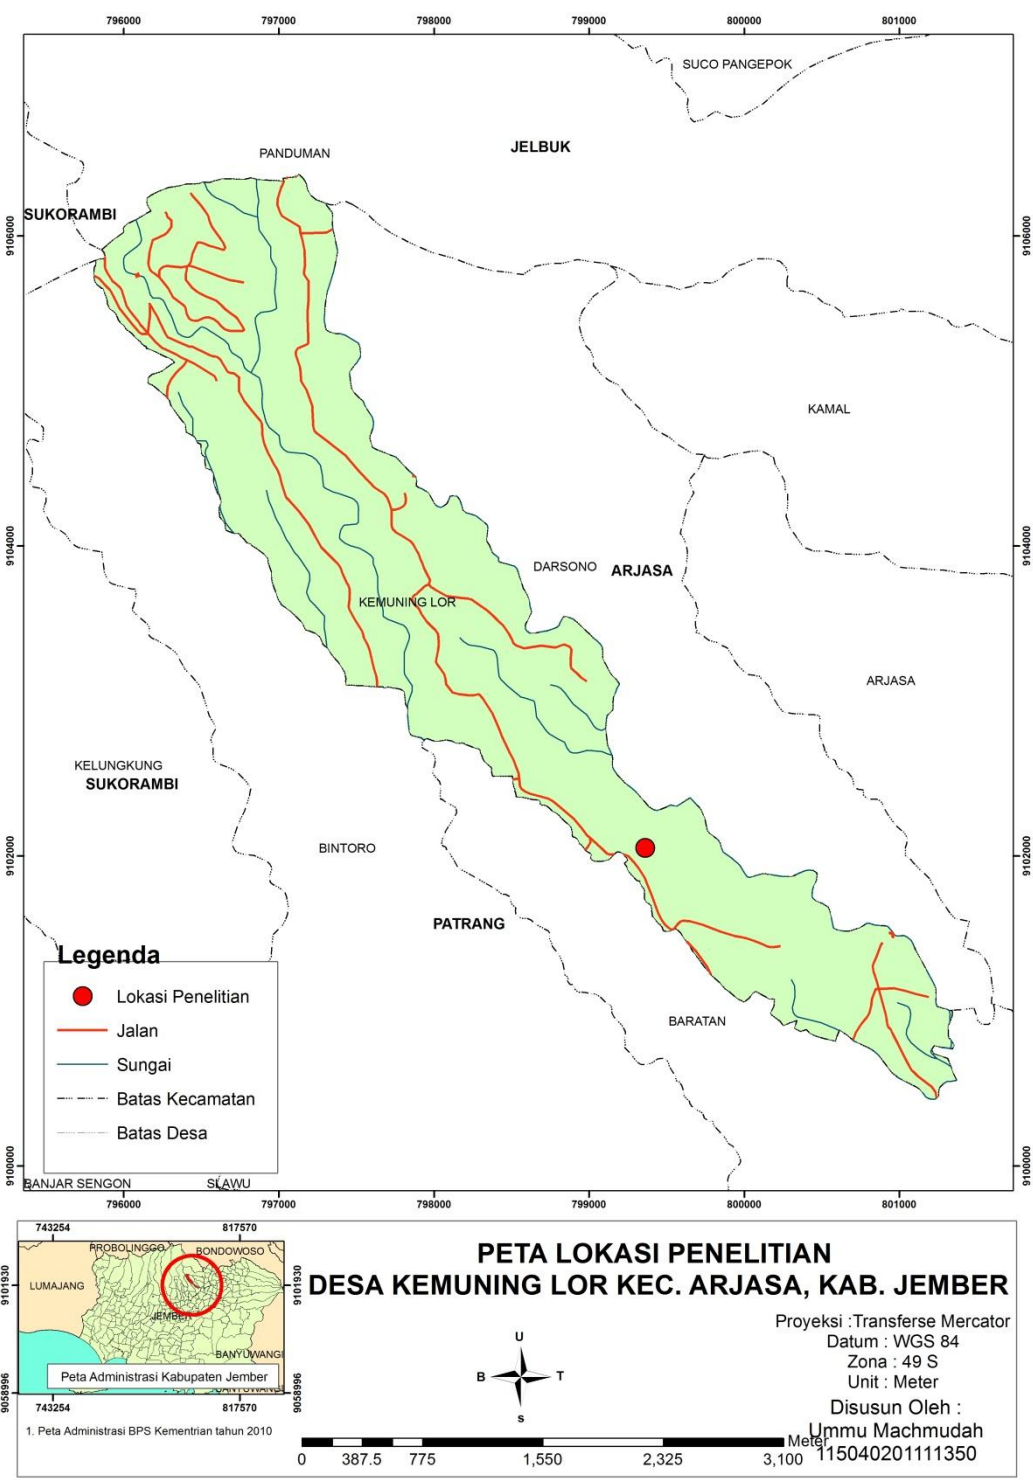 796000 797000 798000 799000 800000 801000
SUCO PANGEPOK
JELBUK
PANDUMAN
SUKORAMBI
9106000 9106000
KAMAL
9104000 9104000
DARSONO
ARJASA
KEMUNING LOR
ARJASA
KELUNGKUNG
SUKORAMBI
BINTORO
9102000 9102000
PATRANG
BARATAN
Legenda
Lokasi Penelitian
Jalan
Sungai
Batas Kecamatan
Batas Desa
9100000 9100000
BANJAR SENGON
SLAWU
796000 797000 798000 799000 800000 801000
743254 817570
PROBOLINGGO
BONDOWOSO
LUMAJANG
9101930 9101930
JEMBER
BANYUWANGI
BANYUWANGI
Peta Administrasi Kabupaten Jember
9058996 9058996
743254 817570
1. Peta Administrasi BPS Kementrian tahun 2010
PETA LOKASI PENELITIAN
DESA KEMUNING LOR KEC. ARJASA, KAB. JEMBER
Proyeksi :Transferse Mercator
Datum : WGS 84
Zona : 49 S
Unit : Meter
Disusun Oleh :
Ummu Machmudah
115040201111350
U
B T
S
Meter
0 387.5 775 1,550 2,325 3,100